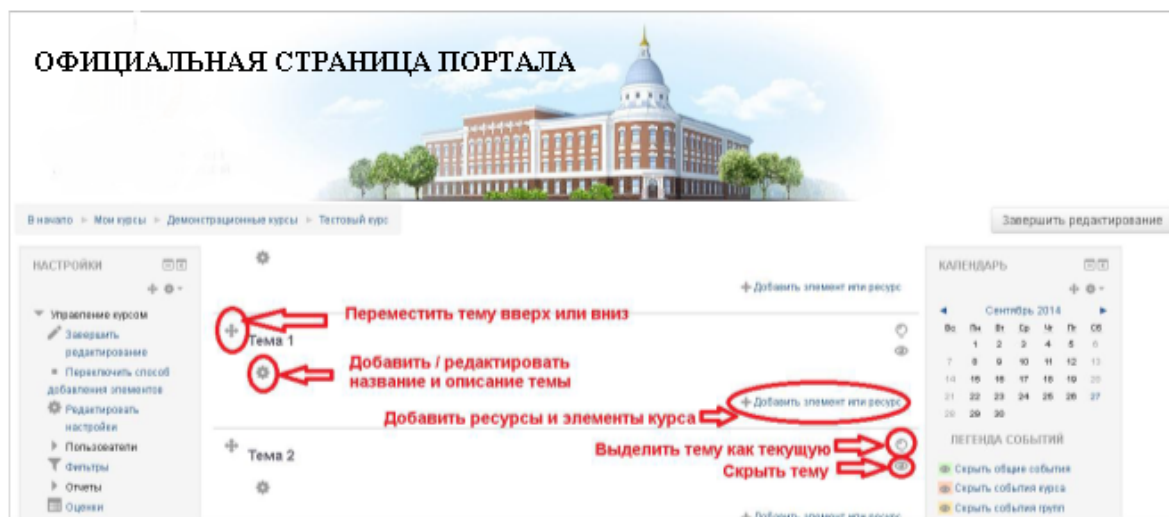 ОФИЦИАЛЬНАЯ СТРАНИЦА ПОРТАЛА
В начало ► Мои курсы ► Демонстрационные курсы ► Тестовый курс
Завершить редактирование
НАСТРОЙКИ
Управление курсом
Завершить
редактирование
Переключить способ
добавления элементов
Редактировать
настройки
Пользователи
Фильтры
Отчеты
Оценки
Добавить элемент или ресурс
Переместить тему вверх или вниз
Тема 1
Добавить / редактировать
название и описание темы
Добавить элемент или ресурс
Добавить ресурсы и элементы курса
Выделить тему как текущую
Тема 2
Скрыть тему
Добавить элемент или ресурс
КАЛЕНДАРЬ
◄ Сентябрь 2014 ►
Вс Пн Вт Ср Чт Пт Сб
1 2 3 4 5 6
7 8 9 10 11 12 13
14 15 16 17 18 19 20
21 22 23 24 25 26 27
28 29 30
ЛЕГЕНДА СОБЫТИЙ
Скрыть общие события
Скрыть события курса
Скрыть события групп